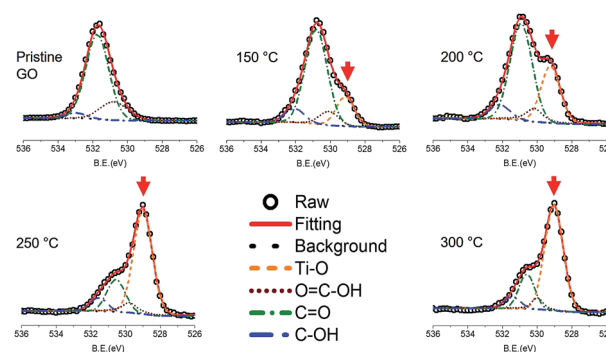 Pristine
GO
536 534 532 530 528 526
B.E.(eV)
150 °C
536 534 532 530 528 526
B.E.(eV)
200 °C
536 534 532 530 528 526
B.E.(eV)
250 °C
536 534 532 530 528 526
B.E.(eV)
Raw
Fitting
Background
Ti-O
O=C-OH
C=O
C-OH
300 °C
536 534 532 530 528 526
B.E.(eV)